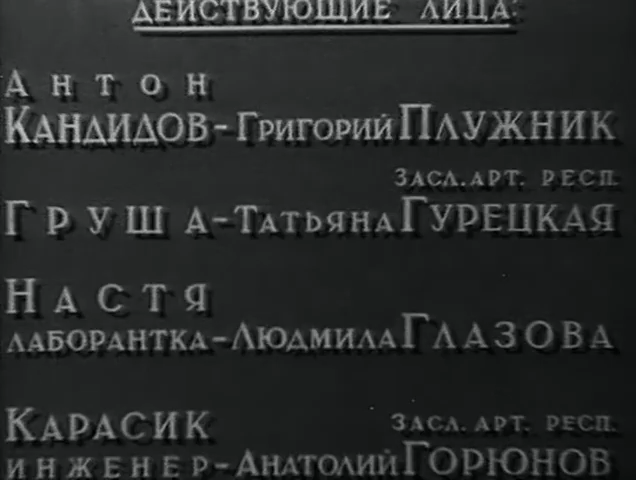 ДЕЙСТВУЮЩИЕ ЛИЦА:
АНТОН
КАНДИДОВ-ГРИГОРИЙ ПЛУЖНИК
ЗАСЛ. АРТ. РЕСП.
ГРУША-ТАТЬЯНА ГУРЕЦКАЯ
НАСТЯ
ЛАБОРАНТКА-ЛЮДМИЛА ГЛАЗОВА
КАРАСИК ЗАСЛ. АРТ. РЕСП.
ИНЖЕНЕР-АНАТОЛИЙ ГОРЮНОВ